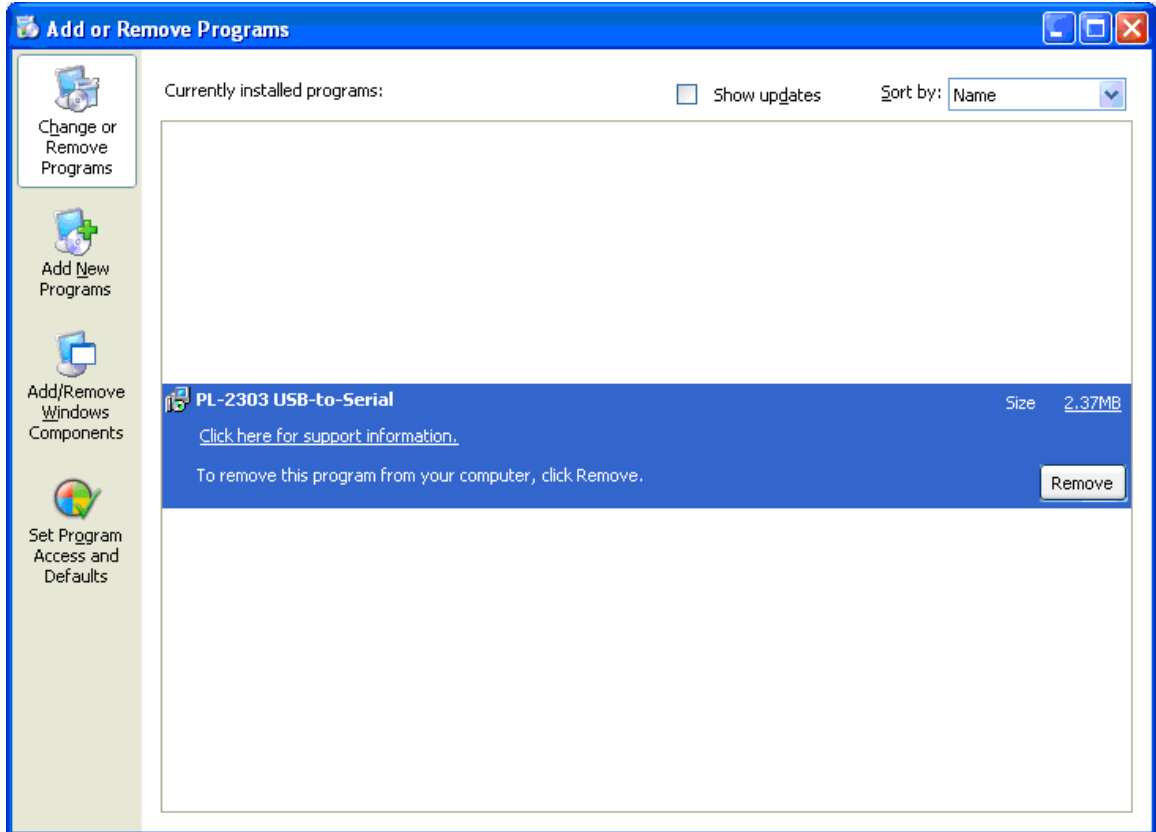 Add or Remove Programs
Change or
Remove
Programs
Add New
Programs
Add/Remove
Windows
Components
Set Program
Access and
Defaults
Currently installed programs:
Show updates
Sort by: Name
PL-2303 USB-to-Serial
Size 2.37MB
Click here for support information.
To remove this program from your computer, click Remove.
Remove